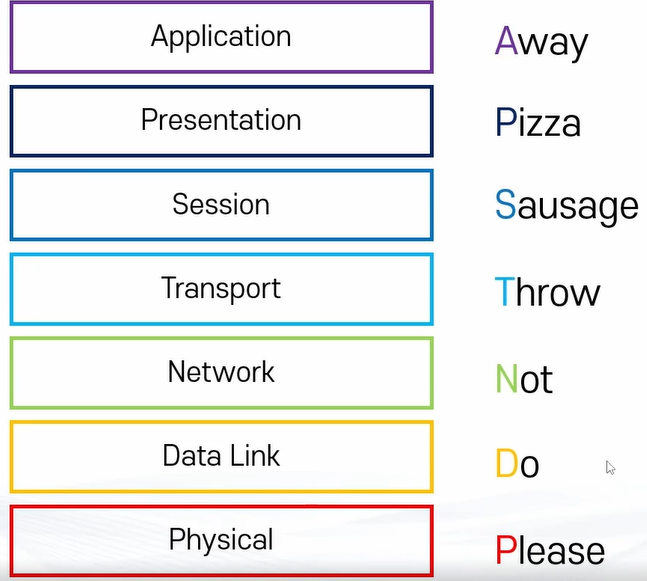 Application
Away
Presentation
Pizza
Session
Sausage
Transport
Throw
Network
Not
Data Link
Do
Physical
Please